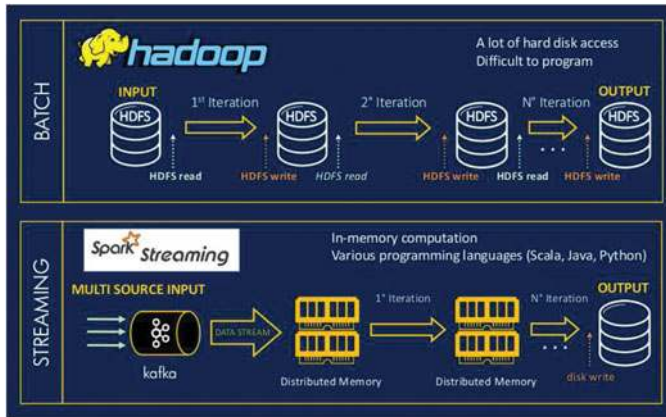 BATCH
hadoop
A lot of hard disk access
Difficult to program
INPUT
1st Iteration
2° Iteration
N° Iteration
OUTPUT
HDFS
HDFS
HDFS
HDFS
...
HDFS read
HDFS write
HDFS read
HDFS write
HDFS read
HDFS write
STREAMING
Spark Streaming
In-memory computation
Various programming languages (Scala, Java, Python)
MULTI SOURCE INPUT
1° Iteration
N° Iteration
OUTPUT
DATA STREAM
...
kafka
Distributed Memory
Distributed Memory
disk write